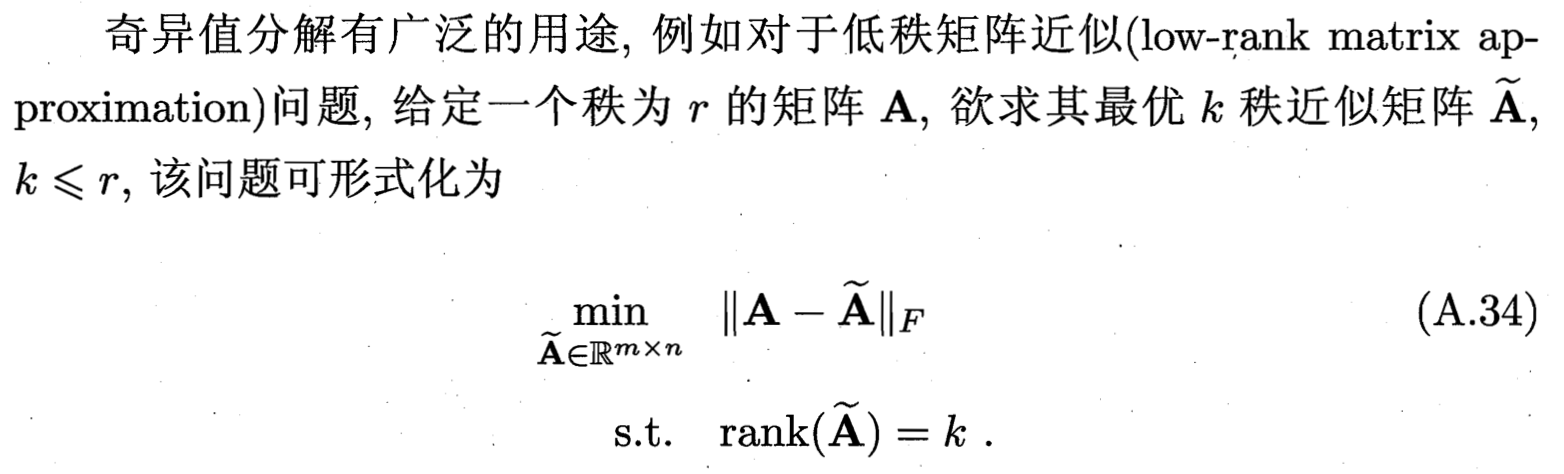 奇异值分解有广泛的用途, 例如对于低秩矩阵近似(low-rank matrix ap-
proximation)问题, 给定一个秩为 r 的矩阵 A, 欲求其最优 k 秩近似矩阵 Ã,
k ⩽ r, 该问题可形式化为
min ‖A − Ã‖_F (A.34)
Ã∈ℝ^{m×n}
s.t. rank(Ã) = k .